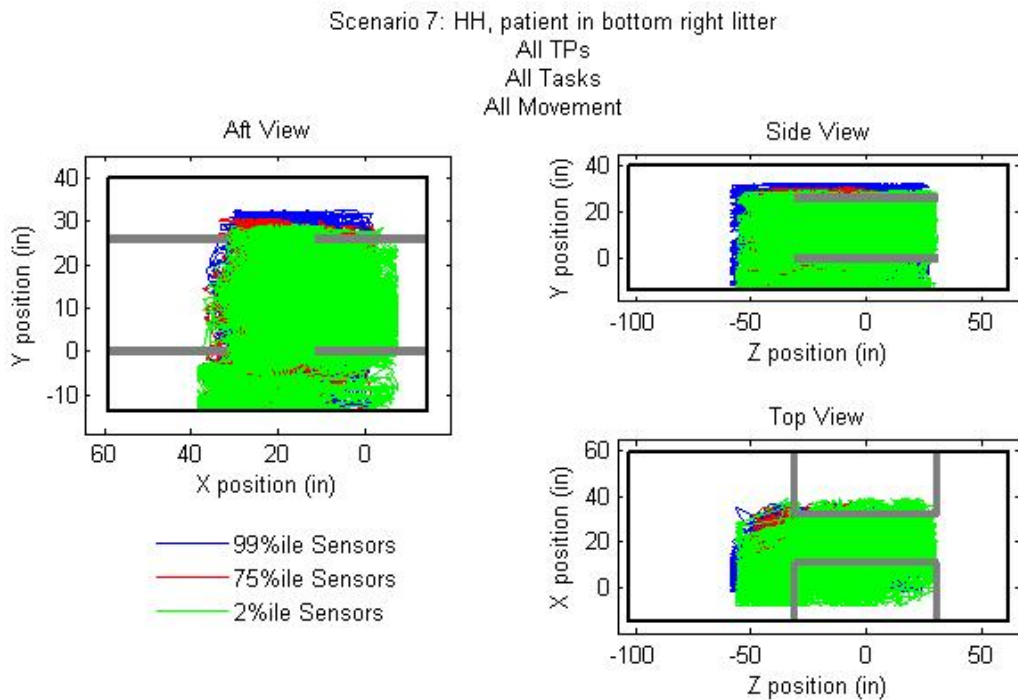 Scenario 7: HH, patient in bottom right litter
All TPs
All Tasks
All Movement
Aft View
40
30
20
10
0
-10
Y position (in)
60
40
20
0
X position (in)
Side View
40
20
0
Y position (in)
-100
-50
0
50
Z position (in)
Top View
60
40
20
0
X position (in)
-100
-50
0
50
Z position (in)
99%ile Sensors
75%ile Sensors
2%ile Sensors